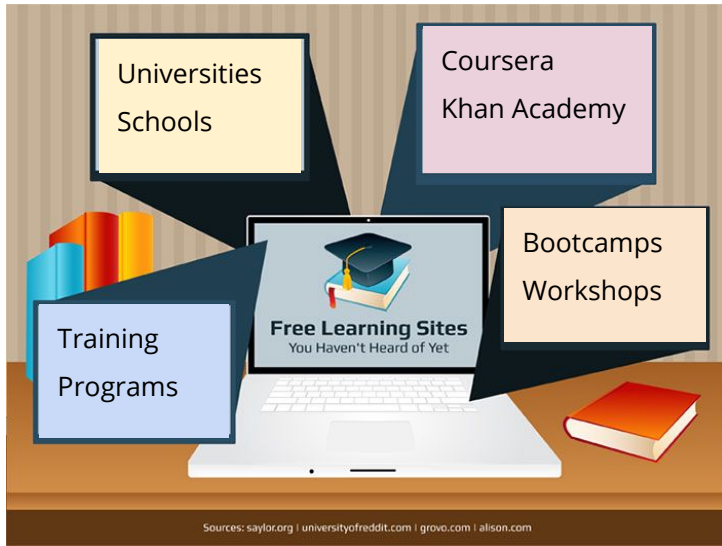 Universities
Schools
Coursera
Khan Academy
Bootcamps
Workshops
Training
Programs
Free Learning Sites
You Haven't Heard of Yet
Sources: saylor.org | universityofreddit.com | grovo.com | alison.com